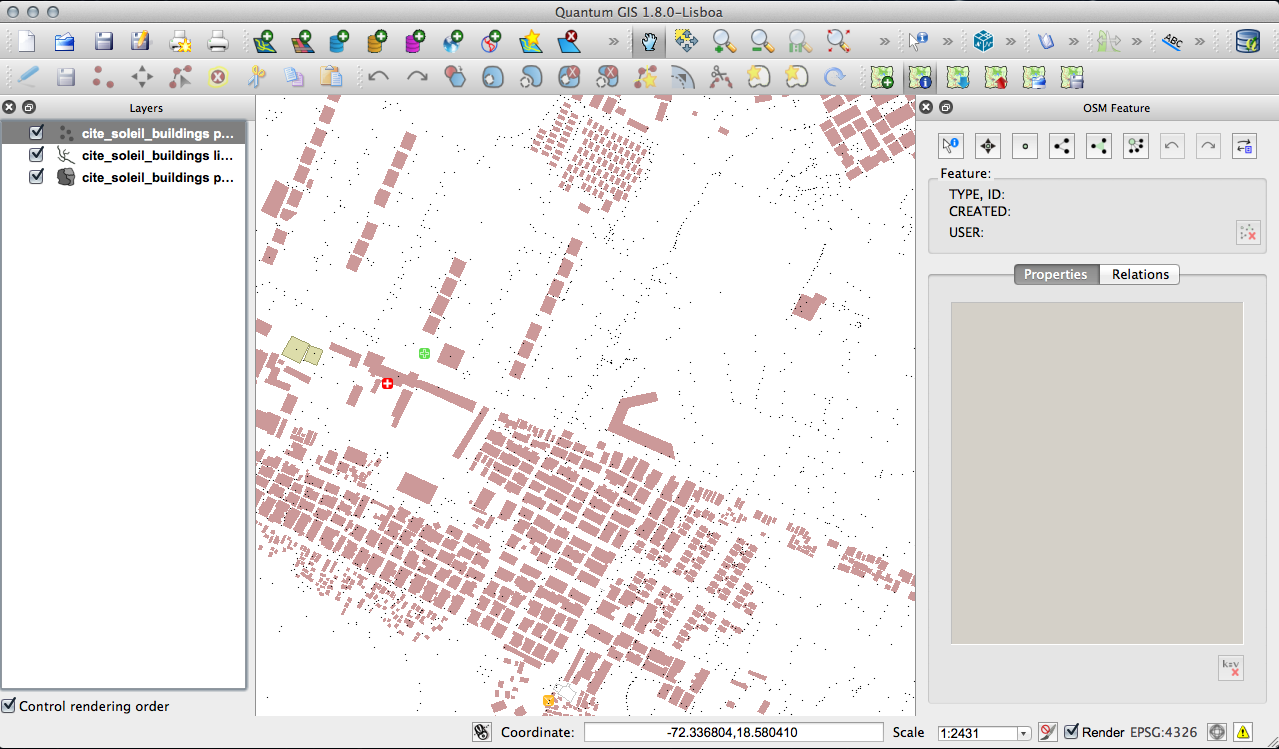 Quantum GIS 1.8.0-Lisboa
ABC
Layers
cite_soleil_buildings p...
cite_soleil_buildings li...
cite_soleil_buildings p...
Control rendering order
OSM Feature
Feature:
TYPE, ID:
CREATED:
USER:
Properties
Relations
k=v
Coordinate:
-72.336804,18.580410
Scale
1:2431
Render
EPSG:4326